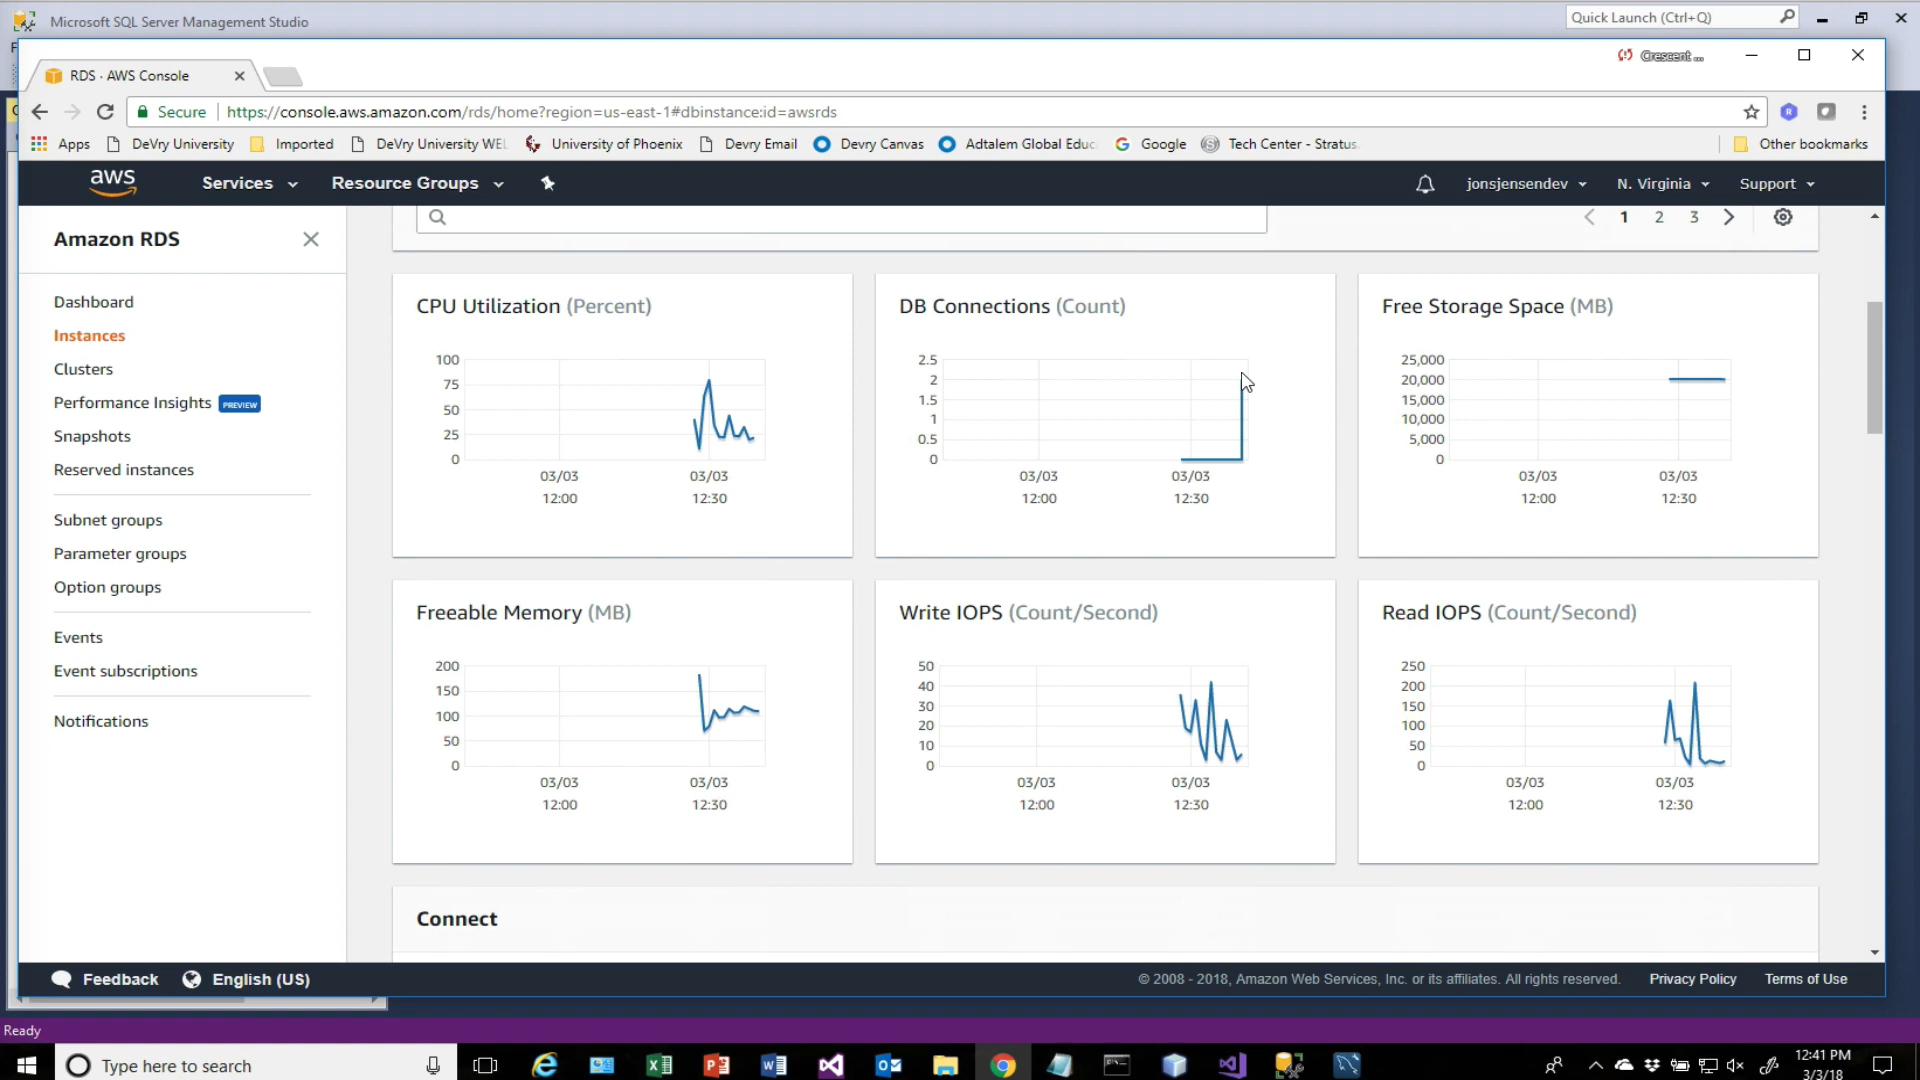 Microsoft SQL Server Management Studio
Quick Launch (Ctrl+Q)
Crescent ...
RDS · AWS Console
Secure
https://console.aws.amazon.com/rds/home?region=us-east-1#dbinstance:id=awsrds
Apps
DeVry University
Imported
DeVry University WEL
University of Phoenix
Devry Email
Devry Canvas
Adtalem Global Educ
Google
Tech Center - Stratus
Other bookmarks
aws
Services
Resource Groups
jonsjensendev
N. Virginia
Support
Amazon RDS
1 2 3
Dashboard
Instances
Clusters
Performance Insights PREVIEW
Snapshots
Reserved instances
Subnet groups
Parameter groups
Option groups
Events
Event subscriptions
Notifications
CPU Utilization (Percent)
100
75
50
25
0
03/03 03/03
12:00 12:30
DB Connections (Count)
2.5
2
1.5
1
0.5
0
03/03 03/03
12:00 12:30
Free Storage Space (MB)
25,000
20,000
15,000
10,000
5,000
0
03/03 03/03
12:00 12:30
Freeable Memory (MB)
200
150
100
50
0
03/03 03/03
12:00 12:30
Write IOPS (Count/Second)
50
40
30
20
10
0
03/03 03/03
12:00 12:30
Read IOPS (Count/Second)
250
200
150
100
50
0
03/03 03/03
12:00 12:30
Connect
Feedback
English (US)
© 2008 - 2018, Amazon Web Services, Inc. or its affiliates. All rights reserved.
Privacy Policy
Terms of Use
Ready
Type here to search
12:41 PM
3/3/18